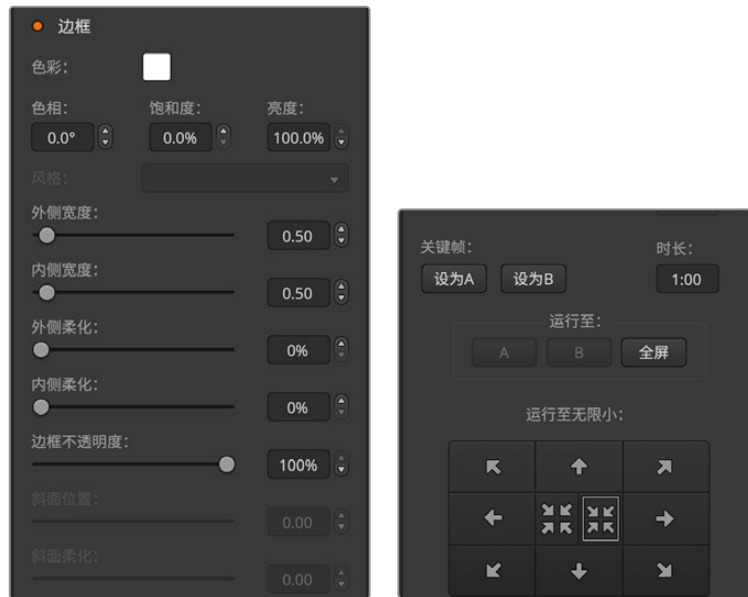 边框
色彩：
色相： 饱和度： 亮度：
0.0° 0.0% 100.0%
风格：
外侧宽度：
0.50
内侧宽度：
0.50
外侧柔化：
0%
内侧柔化：
0%
边框不透明度：
100%
斜面位置：
0.00
斜面柔化：
0.00
关键帧： 时长：
设为A 设为B 1:00
运行至：
A B 全屏
运行至无限小：